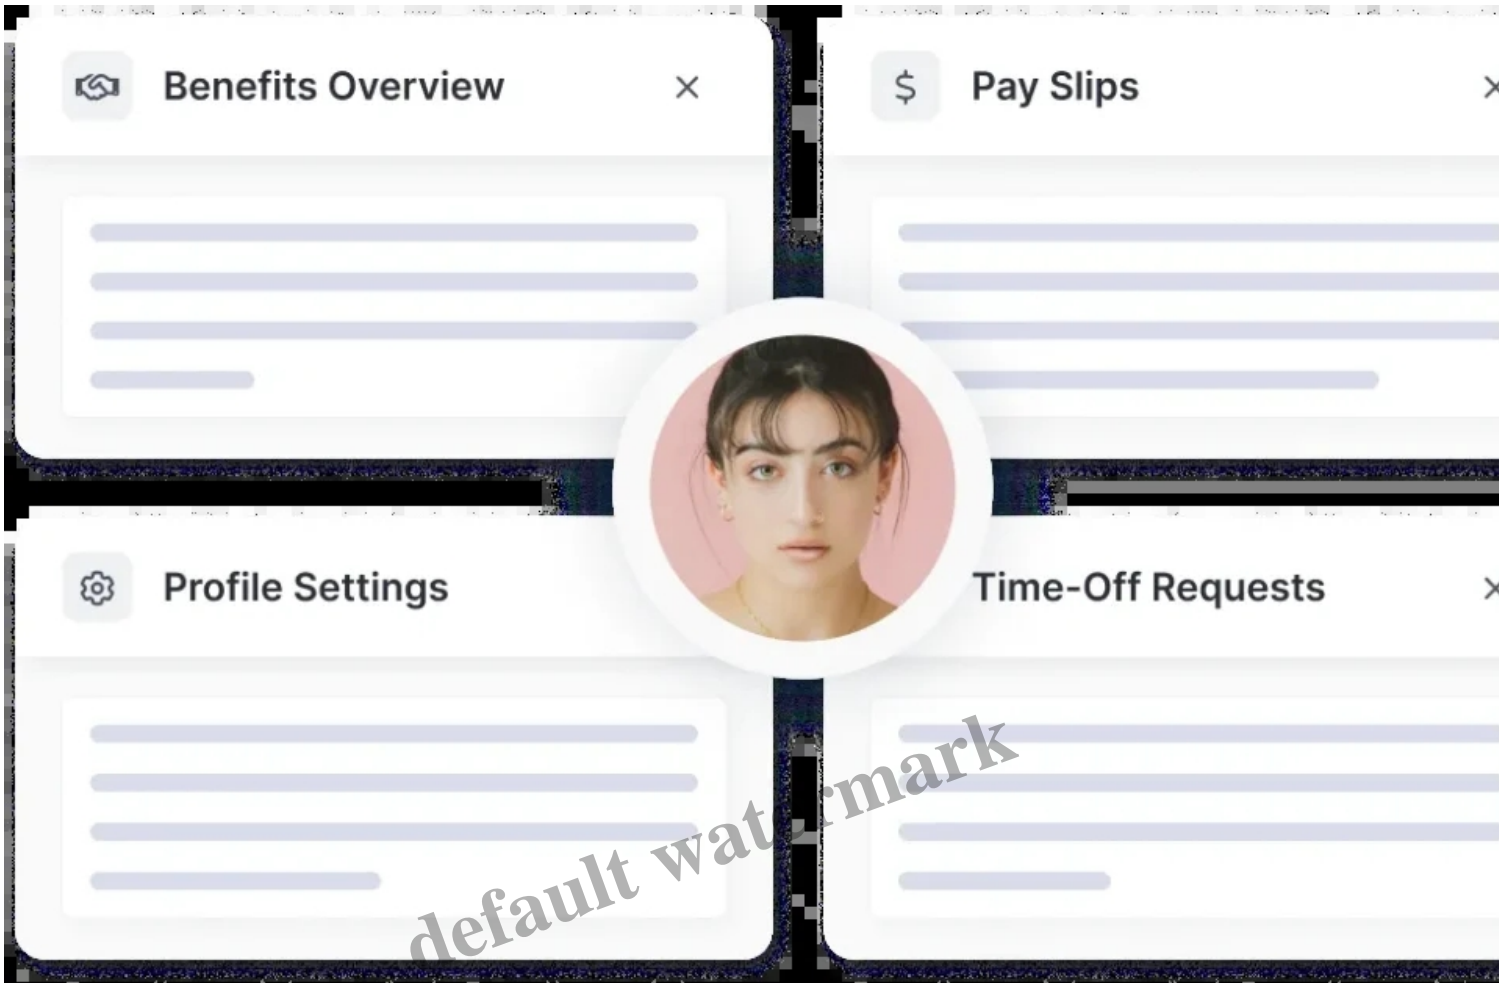 Benefits Overview
$ Pay Slips
Profile Settings
Time-Off Requests
default watermark